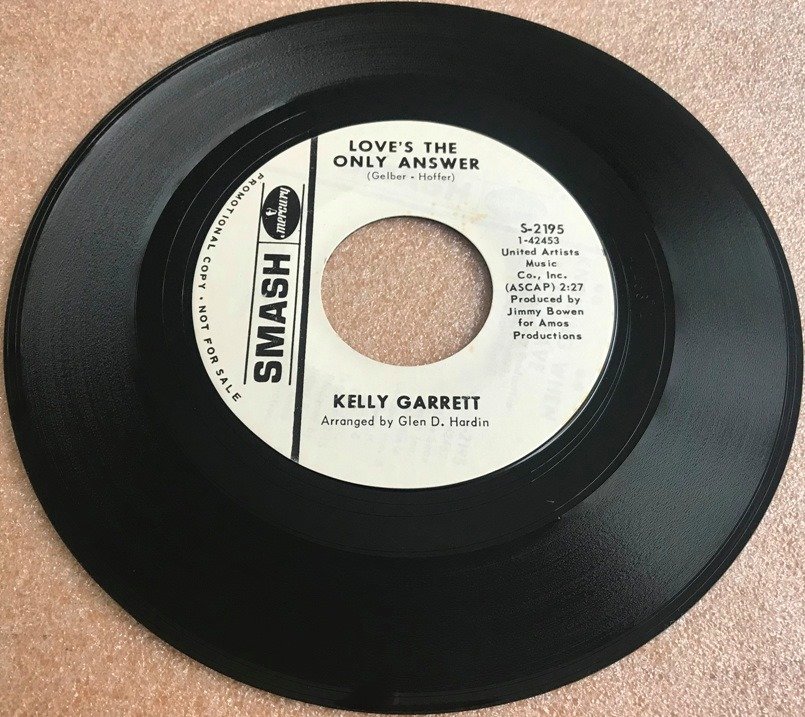 LOVE'S THE
ONLY ANSWER
(Gelber - Hoffer)
S-2195
1-42453
United Artists
Music
Co., Inc.
(ASCAP) 2:27
Produced by
Jimmy Bowen
for Amos
Productions
mercury
SMASH
PROMOTIONAL COPY • NOT FOR SALE
KELLY GARRETT
Arranged by Glen D. Hardin